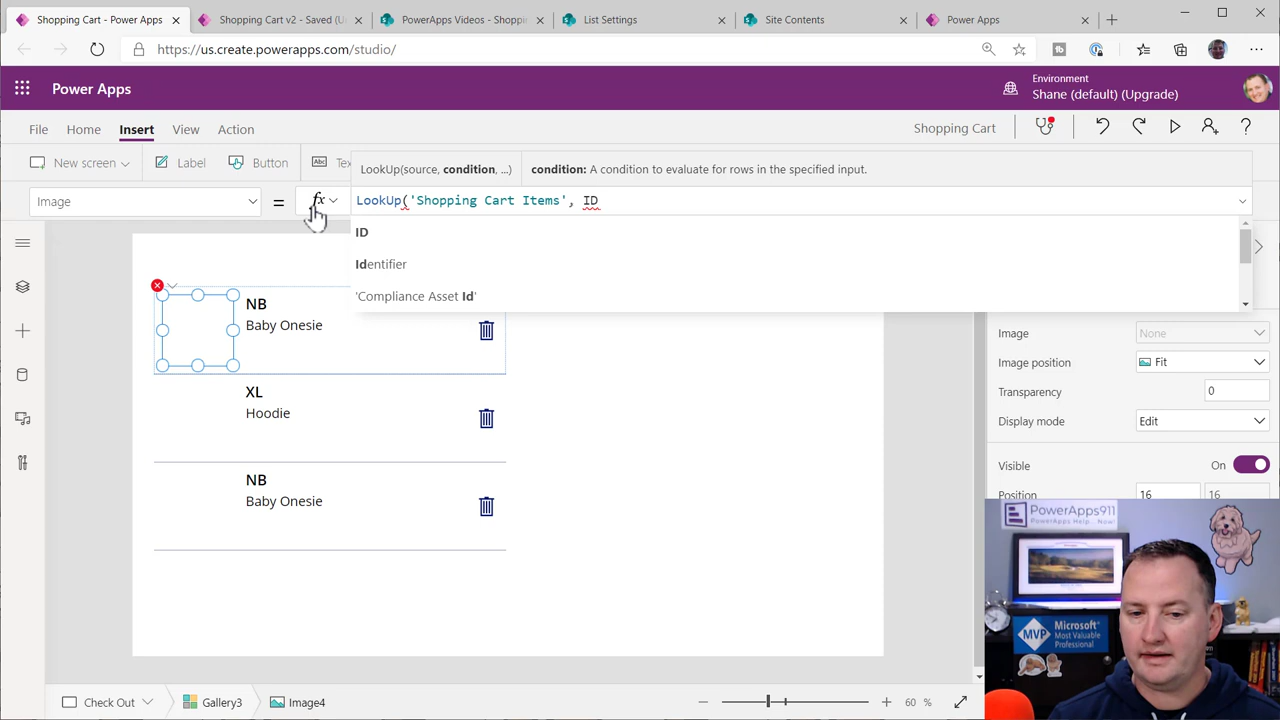 Shopping Cart - Power Apps
Shopping Cart v2 - Saved (U
PowerApps Videos - Shoppi
List Settings
Site Contents
Power Apps
https://us.create.powerapps.com/studio/
Power Apps
Environment
Shane (default) (Upgrade)
File
Home
Insert
View
Action
Shopping Cart
New screen
Label
Button
Abc
Te
LookUp(source, condition, ...)
condition: A condition to evaluate for rows in the specified input.
Image
=
fx
LookUp('Shopping Cart Items', ID
ID
Identifier
'Compliance Asset Id'
NB
Baby Onesie
XL
Hoodie
NB
Baby Onesie
Image
None
Image position
Fit
Transparency
0
Display mode
Edit
Visible
On
Position
16
16
PowerApps911
PowerApps Help... Now!
Microsoft
Most Valuable
Professional
MVP
Check Out
Gallery3
Image4
60 %